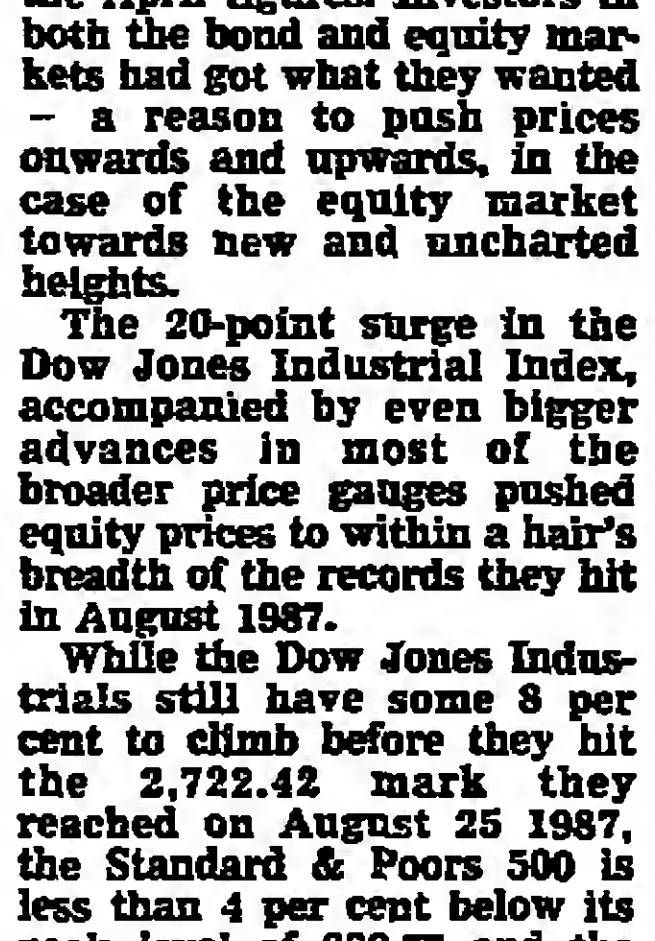 both the bond and equity mar-
kets had got what they wanted
– a reason to push prices
onwards and upwards, in the
case of the equity market
towards new and uncharted
heights.
The 20-point surge in the
Dow Jones Industrial Index,
accompanied by even bigger
advances in most of the
broader price gauges pushed
equity prices to within a hair's
breadth of the records they hit
in August 1987.
While the Dow Jones Indus-
trials still have some 8 per
cent to climb before they hit
the 2,722.42 mark they
reached on August 25 1987,
the Standard & Poors 500 is
less than 4 per cent below its